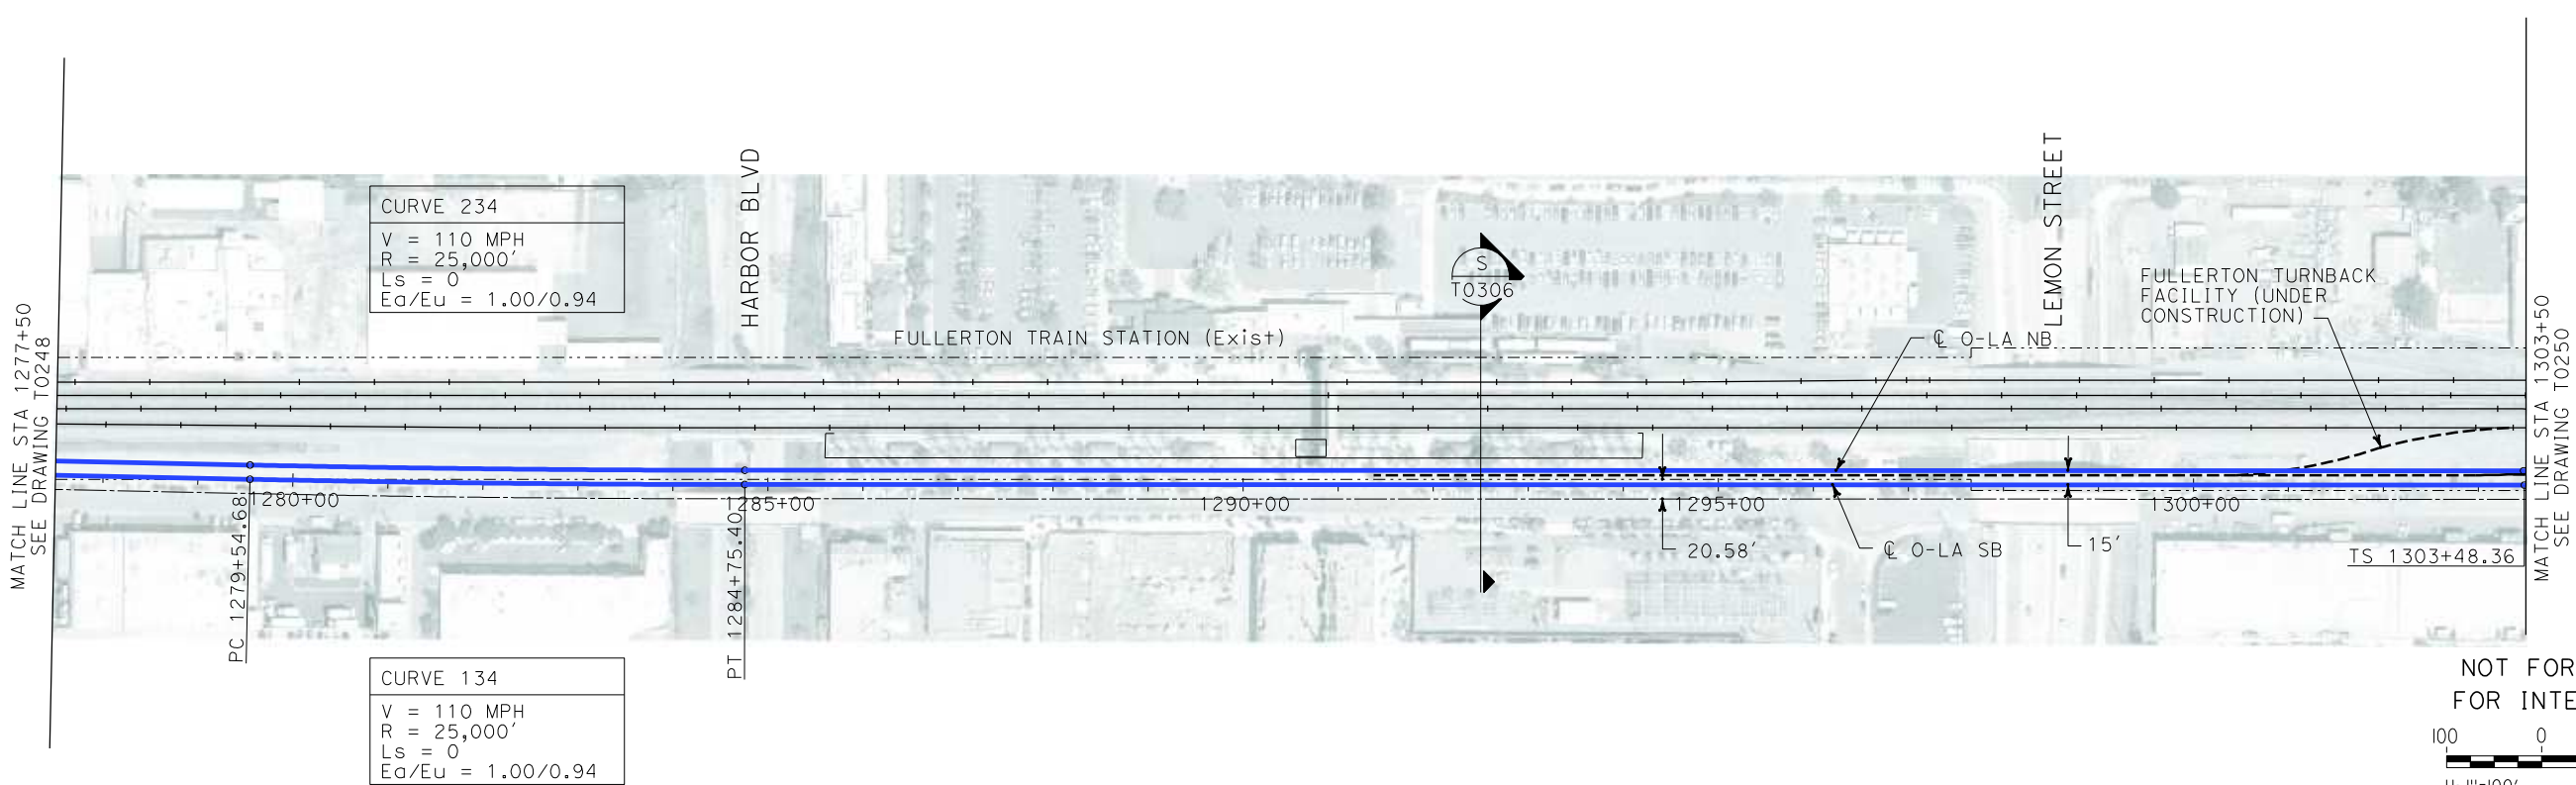 MATCH LINE STA 1277+50
SEE DRAWING T0248
CURVE 234
V = 110 MPH
R = 25,000'
Ls = 0
Ea/Eu = 1.00/0.94
HARBOR BLVD
FULLERTON TRAIN STATION (Exist)
S
T0306
LEMON STREET
FULLERTON TURNBACK
FACILITY (UNDER
CONSTRUCTION)
℄ O-LA NB
MATCH LINE STA 1303+50
SEE DRAWING T0250
1280+00
1285+00
1290+00
1295+00
1300+00
PC 1279+54.68
PT 1284+75.40
20.58'
℄ O-LA SB
15'
TS 1303+48.36
CURVE 134
V = 110 MPH
R = 25,000'
Ls = 0
Ea/Eu = 1.00/0.94
NOT FOR
FOR INTE
100 0